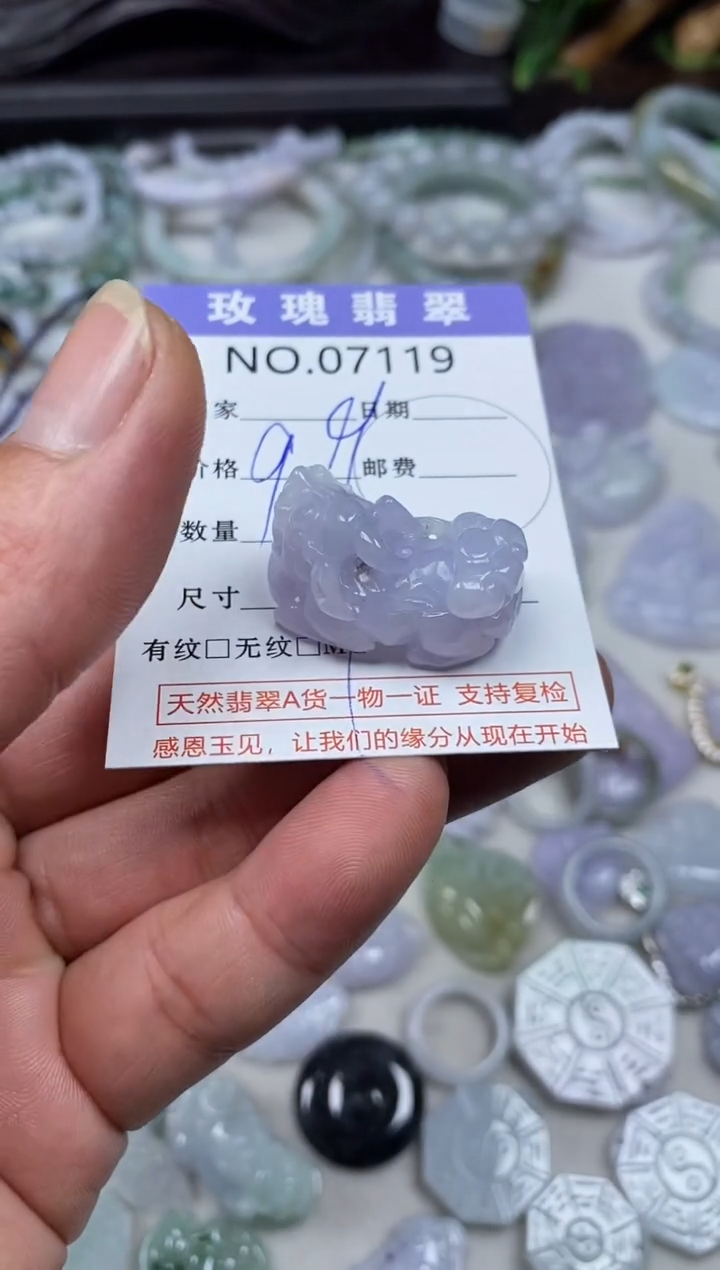 玫瑰翡翠
NO.07119
家 日期
价格 99 邮费
数量
尺寸
有纹□无纹□
天然翡翠A货一物一证 支持复检
感恩玉见，让我们的缘分从现在开始